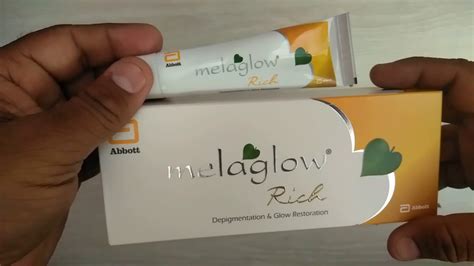 Abbott
melaglow
Rich
Abbott
melaglow®
Rich
Depigmentation & Glow Restoration
Abbott